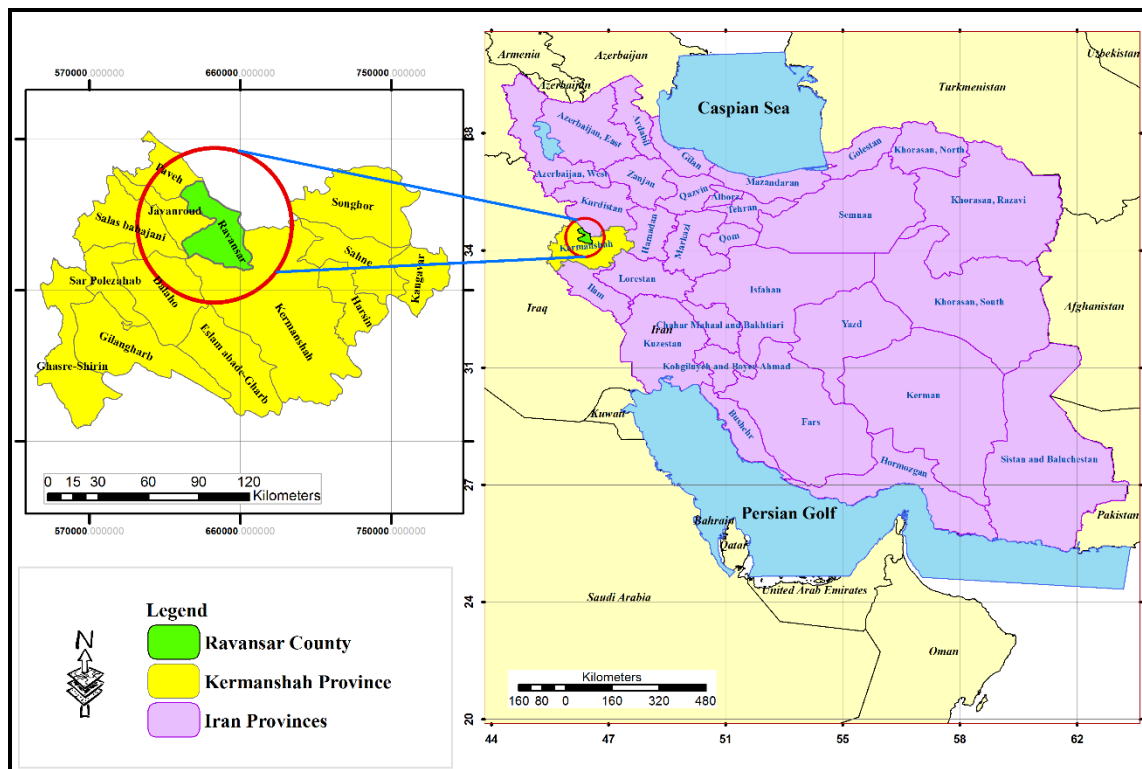 570000.000000
660000.000000
750000.000000
Paveh
Javanroud
Ravansar
Salas babajani
Songhor
Sahne
Kangavar
Sar Polezahab
Dalaho
Harsin
Kermanshah
Gilangharb
Eslam abade-Gharb
Ghasre-Shirin
0 15 30 60 90 120
Kilometers
570000.000000
660000.000000
750000.000000
Legend
N
Ravansar County
Kermanshah Province
Iran Provinces
Armenia
Azerbaijan
Uzbekistan
Azerbaijan
Turkmenistan
Caspian Sea
38
Azerbaijan, East
Ardabil
Gilan
Golestan
Khorasan, North
Azerbaijan, West
Zanjan
Qazvin
Alborz
Mazandaran
Tehran
Kurdistan
Hamadan
Markazi
Qom
Semnan
Khorasan, Razavi
34
Kermanshah
Lorestan
Ilam
Isfahan
Khorasan, South
Afghanistan
Iraq
Chahar Mahaal and Bakhtiari
Iran
Kuzestan
Yazd
31
Kohgiluyeh and Boyer Ahmad
Kerman
Kuwait
Bushehr
Fars
Hormozgan
Sistan and Baluchestan
27
Persian Golf
Bahrain
Qatar
Pakistan
United Arab Emirates
24
Saudi Arabia
Oman
Kilometers
160 80 0 160 320 480
20
44 47 51 55 58 62